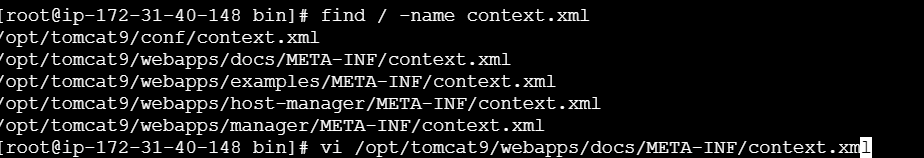 [root@ip-172-31-40-148 bin]# find / -name context.xml
/opt/tomcat9/conf/context.xml
/opt/tomcat9/webapps/docs/META-INF/context.xml
/opt/tomcat9/webapps/examples/META-INF/context.xml
/opt/tomcat9/webapps/host-manager/META-INF/context.xml
/opt/tomcat9/webapps/manager/META-INF/context.xml
[root@ip-172-31-40-148 bin]# vi /opt/tomcat9/webapps/docs/META-INF/context.xml